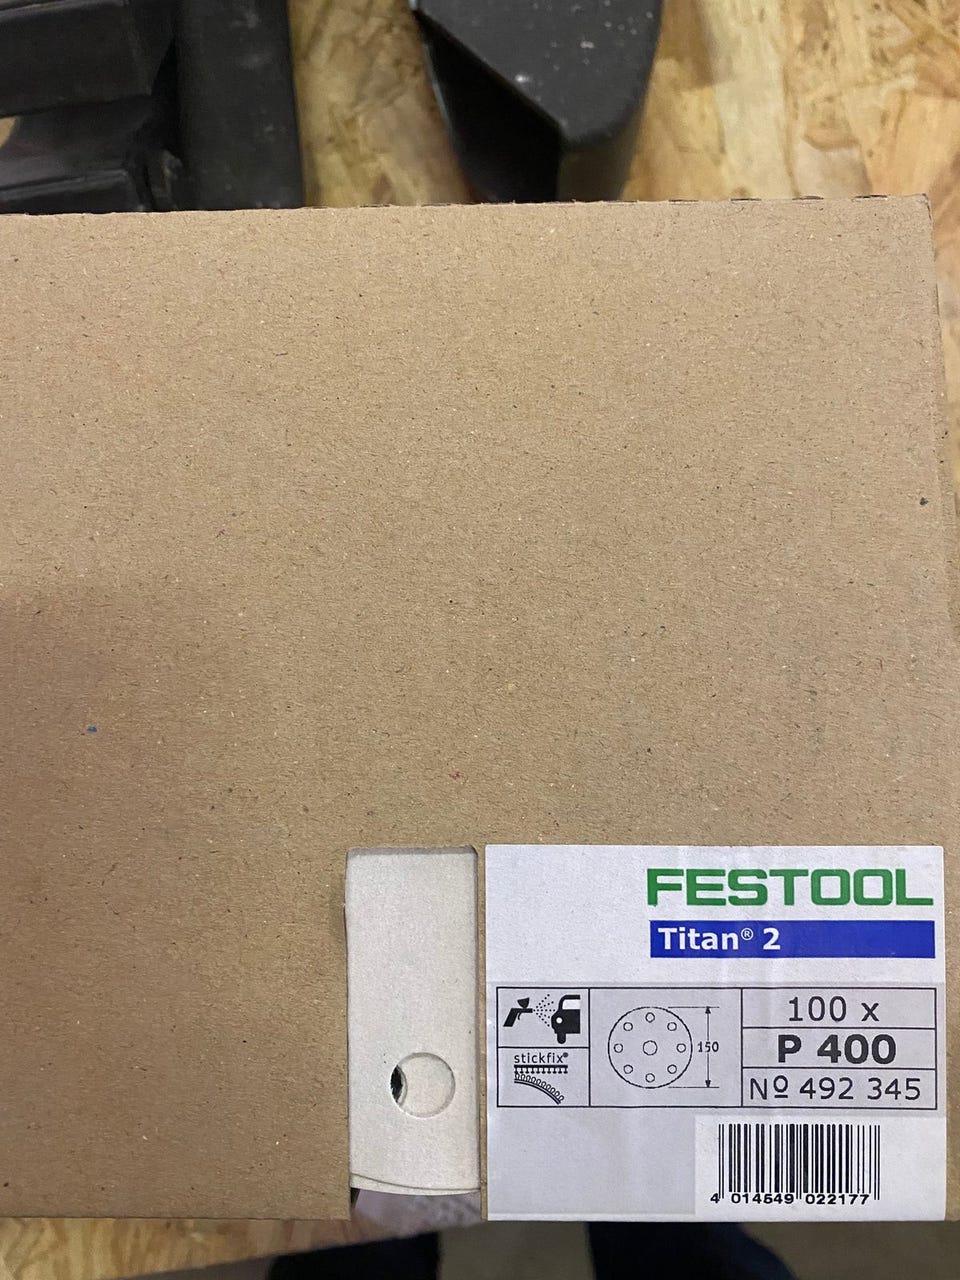 FESTOOL
Titan® 2
stickfix®
150
100 x
P 400
Nº 492 345
4 014549 022177